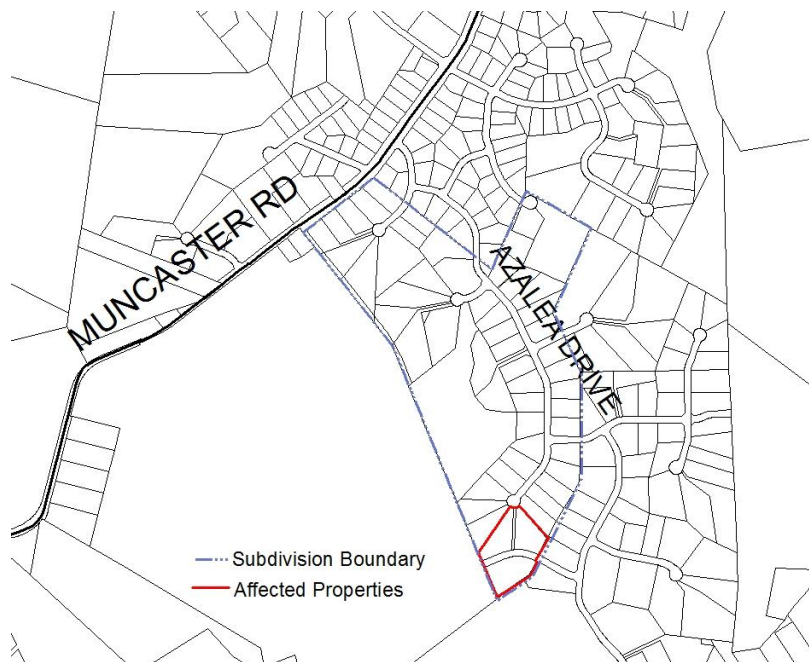 MUNCASTER RD
AZALEA DRIVE
Subdivision Boundary
Affected Properties